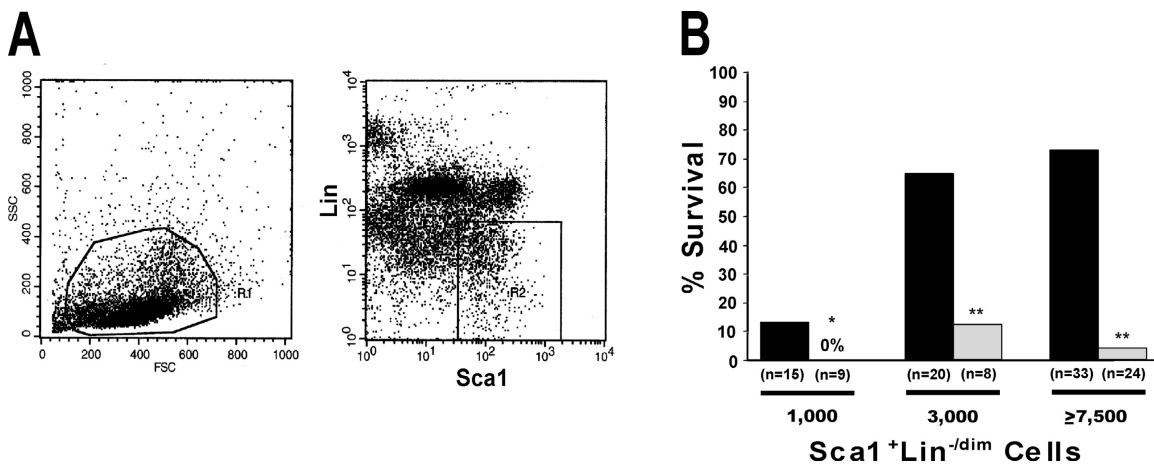 A
1000
800
600
400
200
0
SSC
R1
0 200 400 600 800 1000
FSC
10^4
10^3
10^2
10^1
10^0
Lin
R2
10^0 10^1 10^2 10^3 10^4
Sca1
B
100
90
80
70
60
50
40
30
20
10
0
% Survival
*
0%
**
**
(n=15) (n=9) (n=20) (n=8) (n=33) (n=24)
1,000 3,000 ≥7,500
Sca1+Lin-/dim Cells